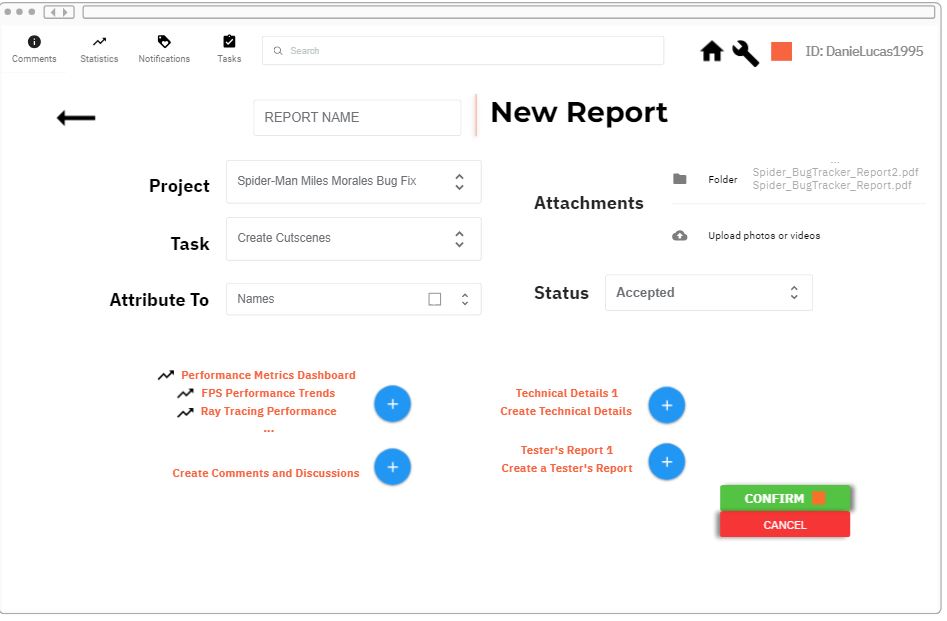 Comments
Statistics
Notifications
Tasks
Search
ID: DanieLucas1995
REPORT NAME
New Report
Project
Spider-Man Miles Morales Bug Fix
Task
Create Cutscenes
Attribute To
Names
Attachments
Folder
...
Spider_BugTracker_Report2.pdf
Spider_BugTracker_Report.pdf
Upload photos or videos
Status
Accepted
Performance Metrics Dashboard
FPS Performance Trends
Ray Tracing Performance
...
Create Comments and Discussions
Technical Details 1
Create Technical Details
Tester's Report 1
Create a Tester's Report
CONFIRM
CANCEL